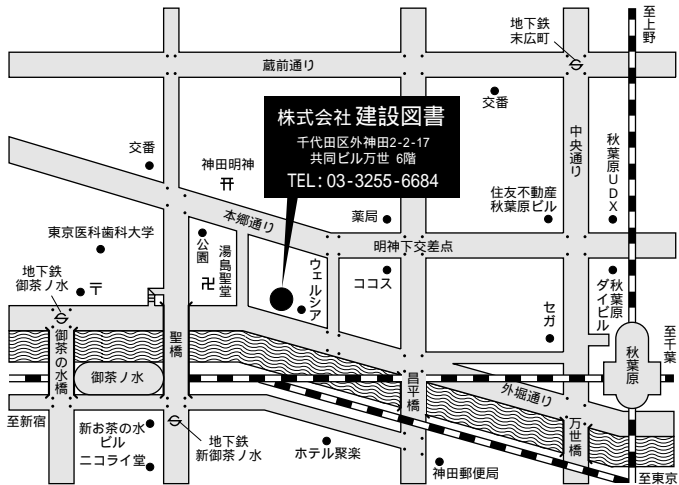 至上野
地下鉄
末広町
蔵前通り
株式会社 建設図書
千代田区外神田2-2-17
共同ビル万世 6階
TEL: 03-3255-6684
交番
中央通り
秋葉原UDX
交番
神田明神
住友不動産
秋葉原ビル
本郷通り
薬局
明神下交差点
東京医科歯科大学
公園
湯島聖堂
卍
地下鉄
御茶ノ水
〒
ウェルシア
ココス
セガ
秋葉原
ダイビル
御茶の水橋
聖橋
御茶ノ水
昌平橋
外堀通り
秋葉原
至千葉
至新宿
新お茶の水
ビル
ニコライ堂
地下鉄
新御茶ノ水
ホテル聚楽
神田郵便局
万世橋
至東京